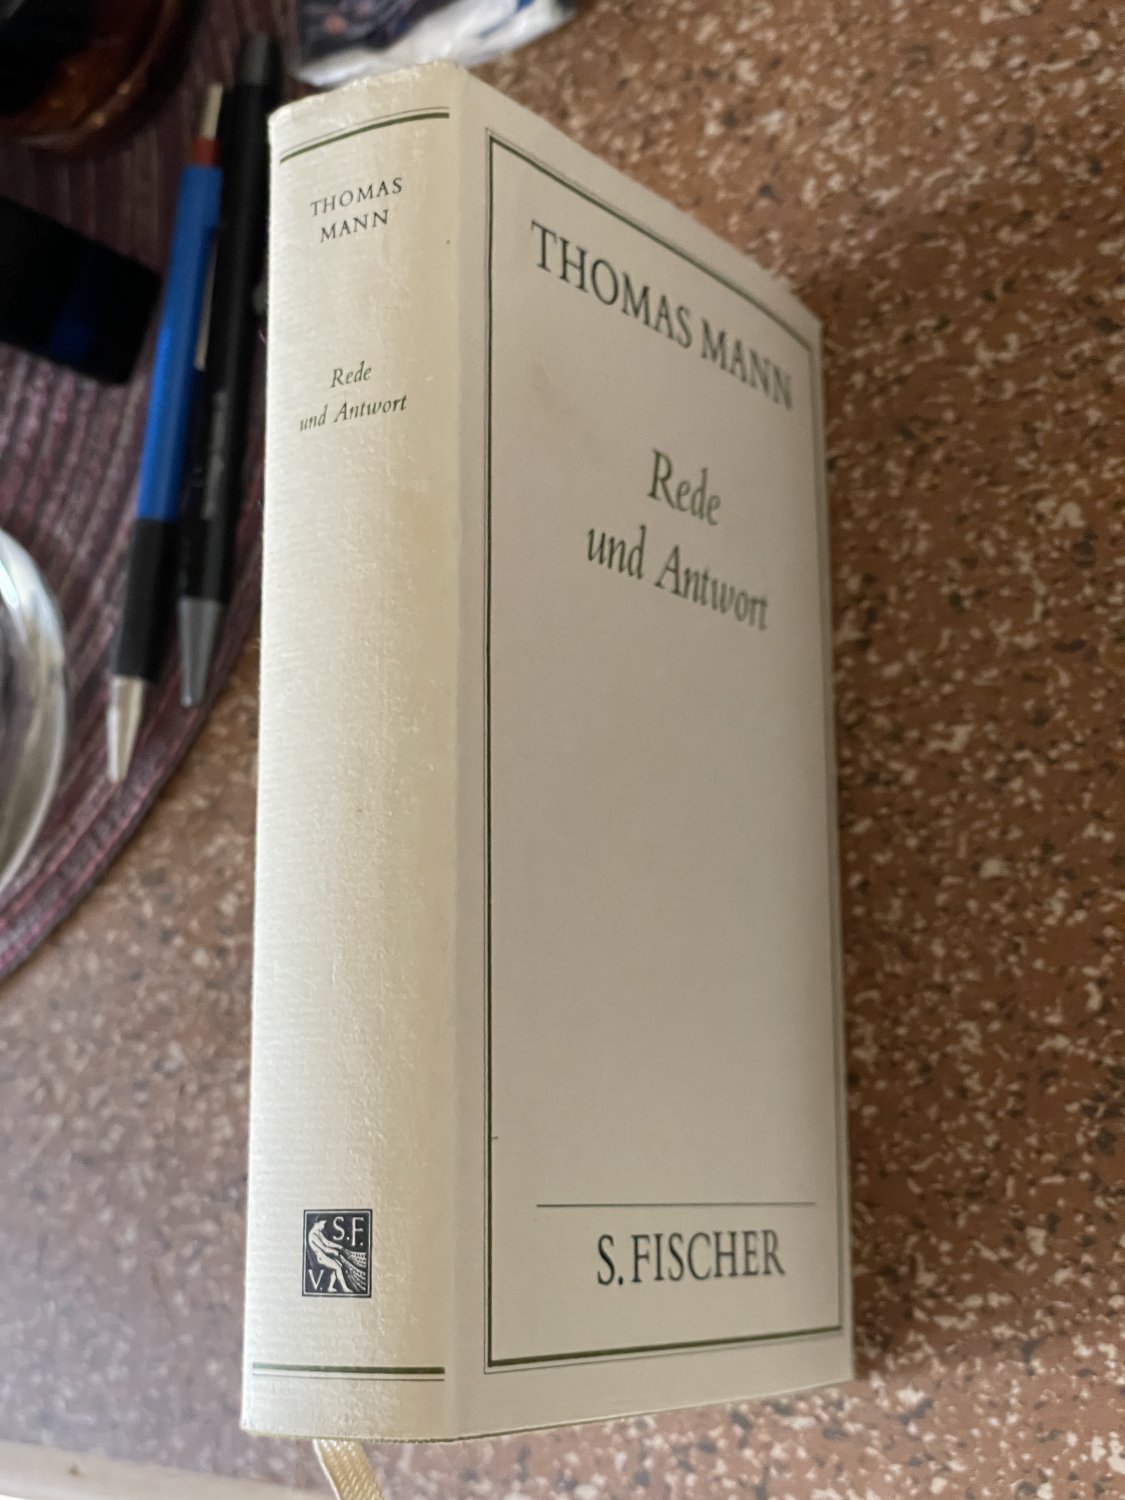 THOMAS
MANN
Rede
und Antwort
S.F.
V.
THOMAS MANN
Rede
und Antwort
S. FISCHER